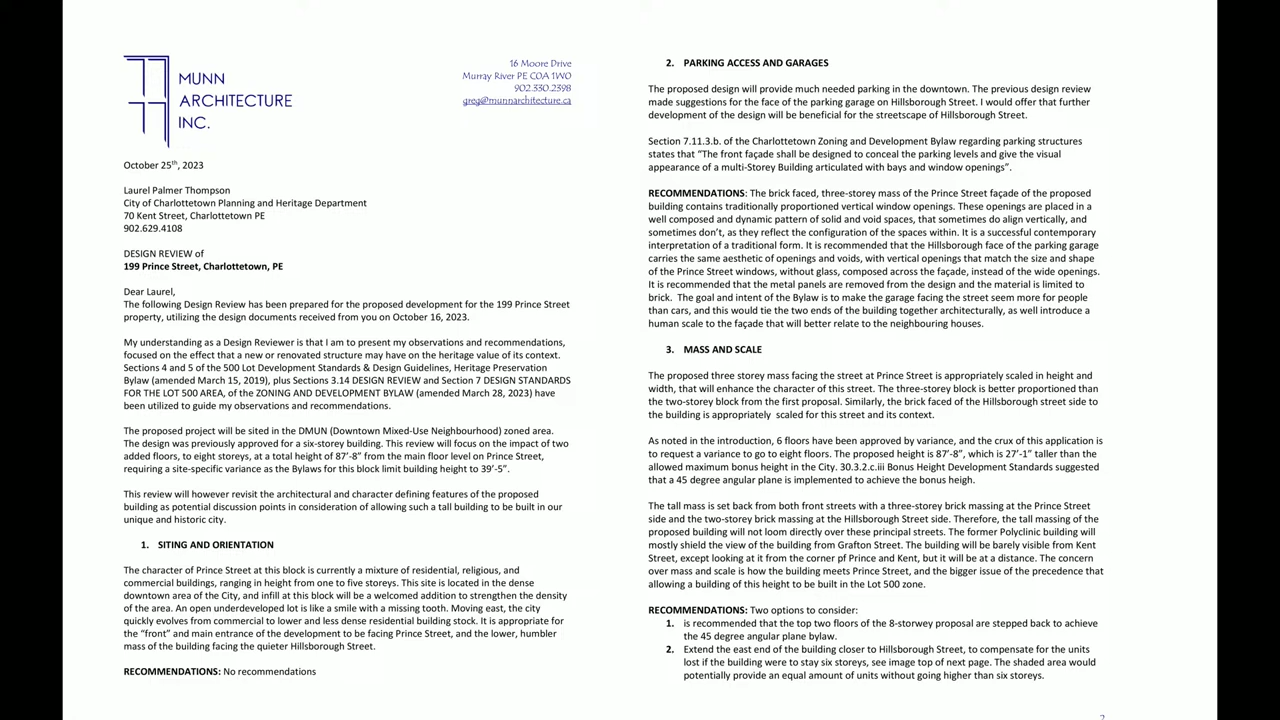 MUNN
ARCHITECTURE
INC.
16 Moore Drive
Murray River PE C0A 1W0
902.330.2398
greg@munnarchitecture.ca
October 25th, 2023
Laurel Palmer Thompson
City of Charlottetown Planning and Heritage Department
70 Kent Street, Charlottetown PE
902.629.4108
DESIGN REVIEW of
199 Prince Street, Charlottetown, PE
Dear Laurel,
The following Design Review has been prepared for the proposed development for the 199 Prince Street
property, utilizing the design documents received from you on October 16, 2023.
My understanding as a Design Reviewer is that I am to present my observations and recommendations,
focused on the effect that a new or renovated structure may have on the heritage value of its context.
Sections 4 and 5 of the 500 Lot Development Standards & Design Guidelines, Heritage Preservation
Bylaw (amended March 15, 2019), plus Sections 3.14 DESIGN REVIEW and Section 7 DESIGN STANDARDS
FOR THE LOT 500 AREA, of the ZONING AND DEVELOPMENT BYLAW (amended March 28, 2023) have
been utilized to guide my observations and recommendations.
The proposed project will be sited in the DMUN (Downtown Mixed-Use Neighbourhood) zoned area.
The design was previously approved for a six-storey building. This review will focus on the impact of two
added floors, to eight storeys, at a total height of 87'-8" from the main floor level on Prince Street,
requiring a site-specific variance as the Bylaws for this block limit building height to 39'-5".
This review will however revisit the architectural and character defining features of the proposed
building as potential discussion points in consideration of allowing such a tall building to be built in our
unique and historic city.
1. SITING AND ORIENTATION
The character of Prince Street at this block is currently a mixture of residential, religious, and
commercial buildings, ranging in height from one to five storeys. This site is located in the dense
downtown area of the City, and infill at this block will be a welcomed addition to strengthen the density
of the area. An open underdeveloped lot is like a smile with a missing tooth. Moving east, the city
quickly evolves from commercial to lower and less dense residential building stock. It is appropriate for
the "front" and main entrance of the development to be facing Prince Street, and the lower, humbler
mass of the building facing the quieter Hillsborough Street.
RECOMMENDATIONS: No recommendations
2. PARKING ACCESS AND GARAGES
The proposed design will provide much needed parking in the downtown. The previous design review
made suggestions for the face of the parking garage on Hillsborough Street. I would offer that further
development of the design will be beneficial for the streetscape of Hillsborough Street.
Section 7.11.3.b. of the Charlottetown Zoning and Development Bylaw regarding parking structures
states that "The front façade shall be designed to conceal the parking levels and give the visual
appearance of a multi-Storey Building articulated with bays and window openings".
RECOMMENDATIONS: The brick faced, three-storey mass of the Prince Street façade of the proposed
building contains traditionally proportioned vertical window openings. These openings are placed in a
well composed and dynamic pattern of solid and void spaces, that sometimes do align vertically, and
sometimes don't, as they reflect the configuration of the spaces within. It is a successful contemporary
interpretation of a traditional form. It is recommended that the Hillsborough face of the parking garage
carries the same aesthetic of openings and voids, with vertical openings that match the size and shape
of the Prince Street windows, without glass, composed across the façade, instead of the wide openings.
It is recommended that the metal panels are removed from the design and the material is limited to
brick. The goal and intent of the Bylaw is to make the garage facing the street seem more for people
than cars, and this would tie the two ends of the building together architecturally, as well introduce a
human scale to the façade that will better relate to the neighbouring houses.
3. MASS AND SCALE
The proposed three storey mass facing the street at Prince Street is appropriately scaled in height and
width, that will enhance the character of this street. The three-storey block is better proportioned than
the two-storey block from the first proposal. Similarly, the brick faced of the Hillsborough street side to
the building is appropriately scaled for this street and its context.
As noted in the introduction, 6 floors have been approved by variance, and the crux of this application is
to request a variance to go to eight floors. The proposed height is 87'-8", which is 27'-1" taller than the
allowed maximum bonus height in the City. 30.3.2.c.iii Bonus Height Development Standards suggested
that a 45 degree angular plane is implemented to achieve the bonus heigh.
The tall mass is set back from both front streets with a three-storey brick massing at the Prince Street
side and the two-storey brick massing at the Hillsborough Street side. Therefore, the tall massing of the
proposed building will not loom directly over these principal streets. The former Polyclinic building will
mostly shield the view of the building from Grafton Street. The building will be barely visible from Kent
Street, except looking at it from the corner pf Prince and Kent, but it will be at a distance. The concern
over mass and scale is how the building meets Prince Street, and the bigger issue of the precedence that
allowing a building of this height to be built in the Lot 500 zone.
RECOMMENDATIONS: Two options to consider:
1. is recommended that the top two floors of the 8-storwey proposal are stepped back to achieve
the 45 degree angular plane bylaw.
2. Extend the east end of the building closer to Hillsborough Street, to compensate for the units
lost if the building were to stay six storeys, see image top of next page. The shaded area would
potentially provide an equal amount of units without going higher than six storeys.
2